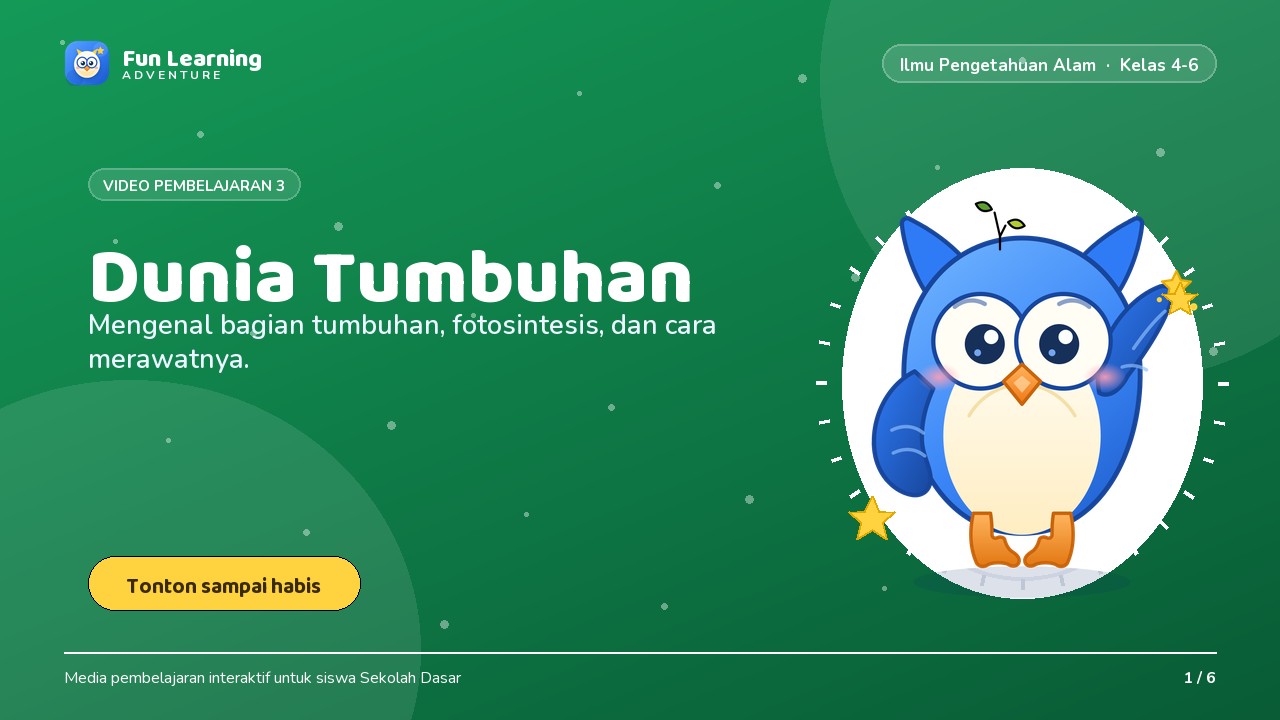 Fun Learning
ADVENTURE
Ilmu Pengetahuan Alam · Kelas 4-6
VIDEO PEMBELAJARAN 3
Dunia Tumbuhan
Mengenal bagian tumbuhan, fotosintesis, dan cara
merawatnya.
Tonton sampai habis
Media pembelajaran interaktif untuk siswa Sekolah Dasar
1 / 6